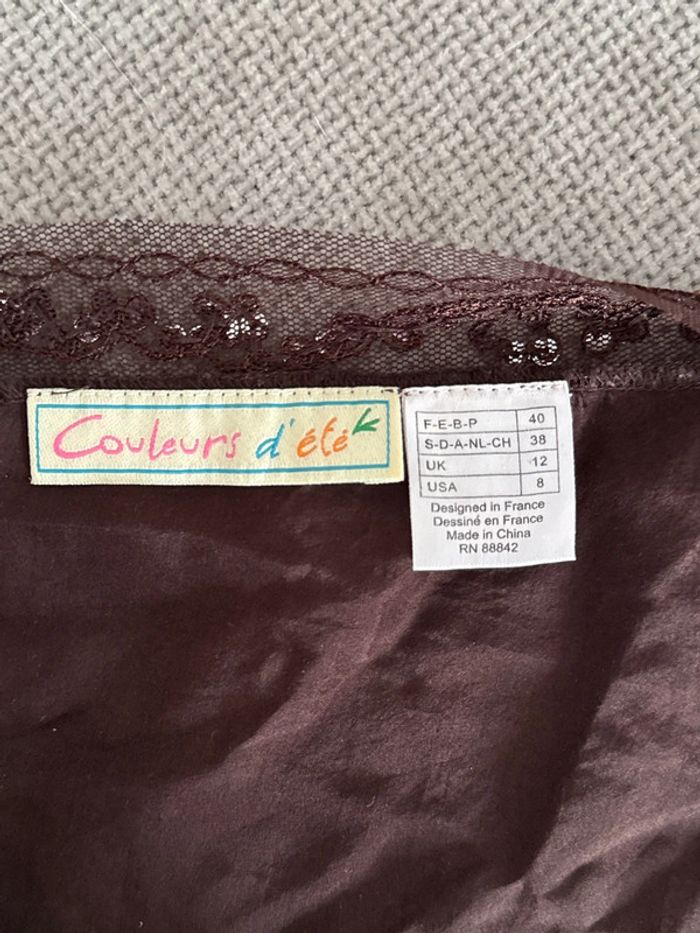 Couleurs d'été
F-E-B-P 40
S-D-A-NL-CH 38
UK 12
USA 8
Designed in France
Dessiné en France
Made in China
RN 88842